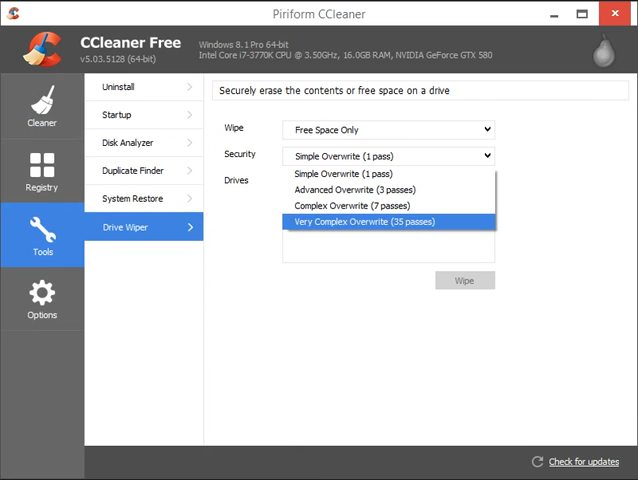 Piriform CCleaner
CCleaner Free
v5.03.5128 (64-bit)
Windows 8.1 Pro 64-bit
Intel Core i7-3770K CPU @ 3.50GHz, 16.0GB RAM, NVIDIA GeForce GTX 580
Cleaner
Registry
Tools
Options
Uninstall
Startup
Disk Analyzer
Duplicate Finder
System Restore
Drive Wiper
Securely erase the contents or free space on a drive
Wipe
Free Space Only
Security
Simple Overwrite (1 pass)
Drives
Simple Overwrite (1 pass)
Advanced Overwrite (3 passes)
Complex Overwrite (7 passes)
Very Complex Overwrite (35 passes)
Wipe
Check for updates